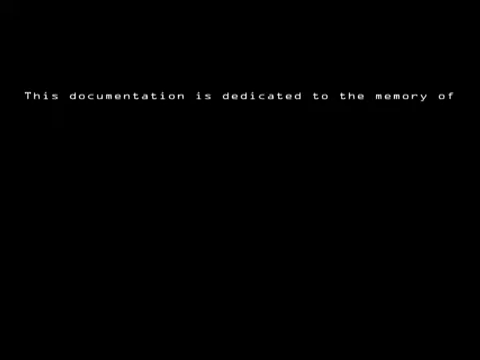 This documentation is dedicated to the memory of